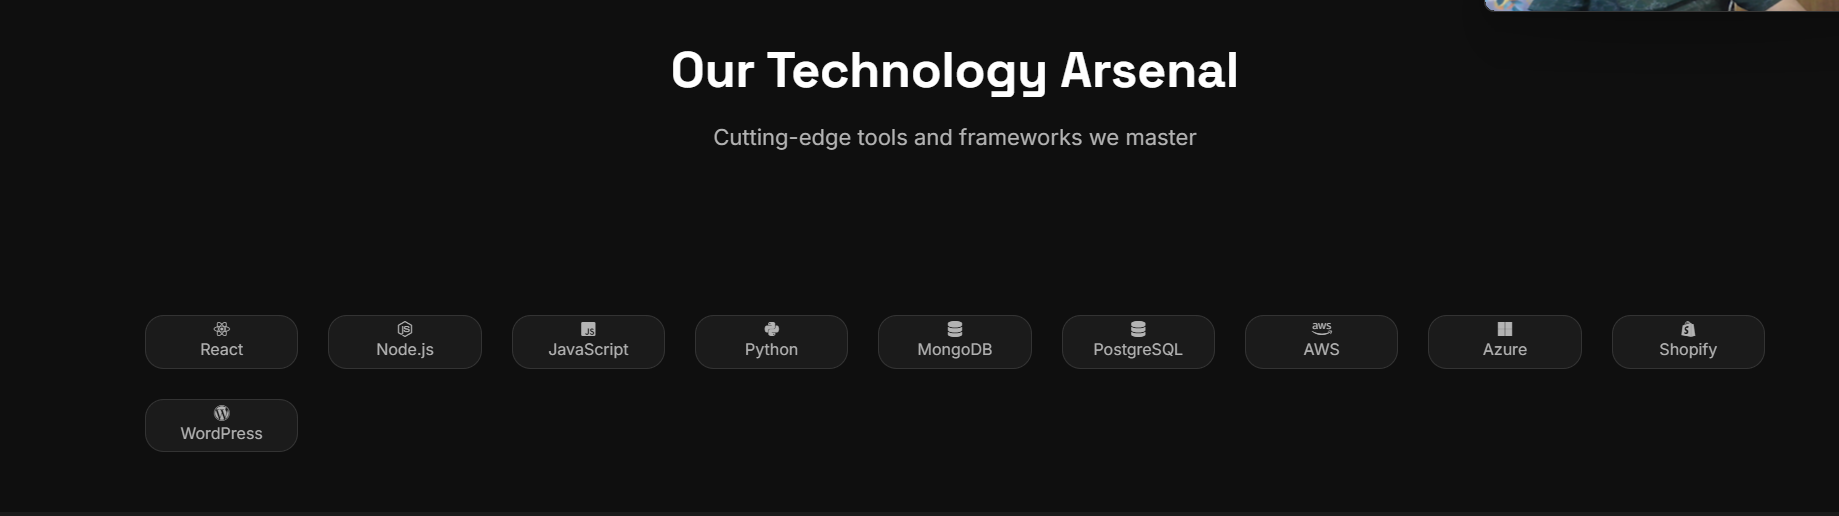 Our Technology Arsenal
Cutting-edge tools and frameworks we master
React
Node.js
JavaScript
Python
MongoDB
PostgreSQL
aws
AWS
Azure
Shopify
WordPress